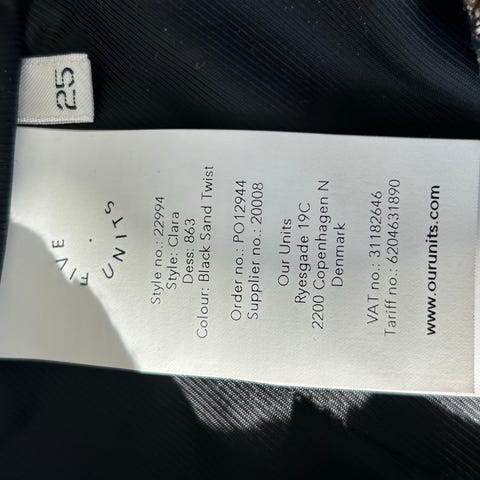 25
FIVE
UNITS
Style no.: 22994
Style: Clara
Dess: 863
Colour: Black Sand Twist
Order no.: PO12944
Supplier no.: 20008
Our Units
Ryesgade 19C
2200 Copenhagen N
Denmark
VAT no.: 31182646
Tariff no.: 6204631890
www.ourunits.com